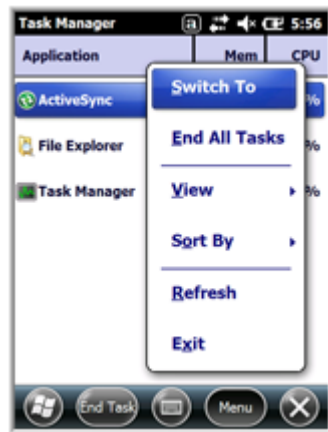 Task Manager a 5:56
Application Mem CPU
ActiveSync %
File Explorer %
Task Manager %
Switch To
End All Tasks
View
Sort By
Refresh
Exit
End Task Menu